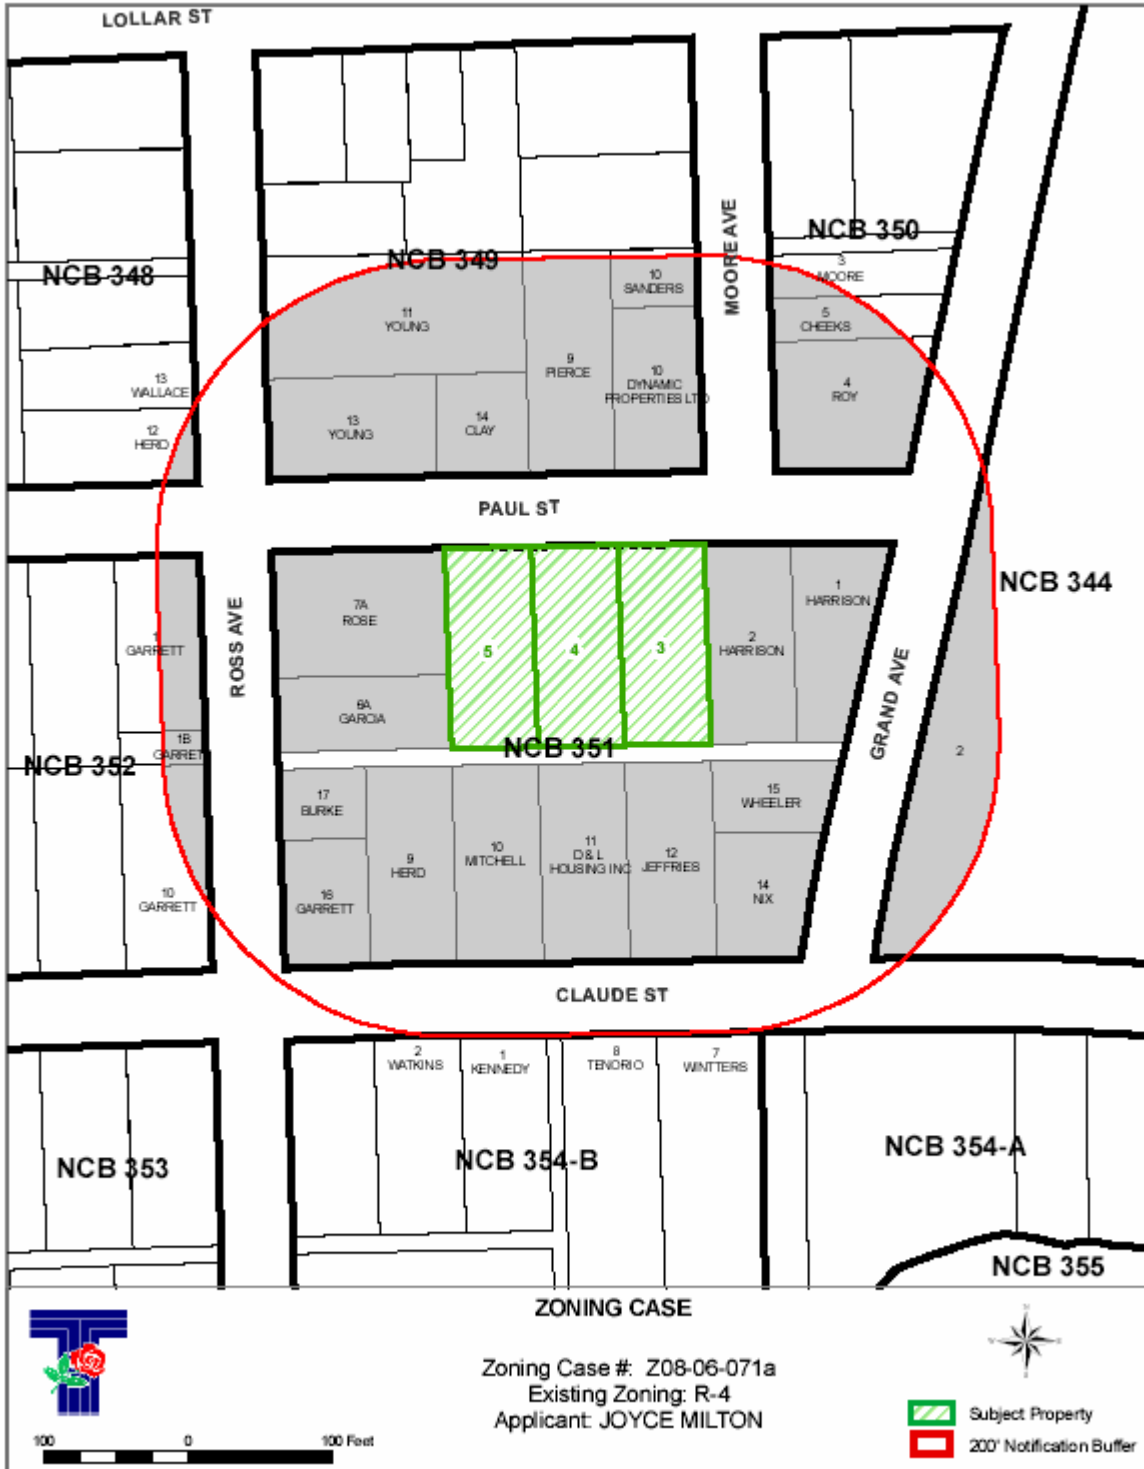 LOLLAR ST
NCB 348
NCB 349
MOORE AVE
NCB 350
3
MOORE
10
SANDERS
11
YOUNG
5
CHEEKS
9
PIERCE
10
DYNAMIC
PROPERTIES LTD
4
ROY
13
WALLACE
12
HERD
13
YOUNG
14
CLAY
PAUL ST
NCB 344
1
GARRETT
ROSS AVE
7A
ROSE
5
4
3
2
HARRISON
1
HARRISON
6A
GARCIA
GRAND AVE
2
1B
GARRET
NCB 352
NCB 351
17
BURKE
9
HERD
10
MITCHELL
11
D & L
HOUSING INC
12
JEFFRIES
15
WHEELER
14
NIX
16
GARRETT
10
GARRETT
CLAUDE ST
2
WATKINS
1
KENNEDY
8
TENORIO
7
WINTTERS
NCB 353
NCB 354-B
NCB 354-A
NCB 355
ZONING CASE
Zoning Case #: Z08-06-071a
Existing Zoning: R-4
Applicant: JOYCE MILTON
100 0 100 Feet
Subject Property
200' Notification Buffer